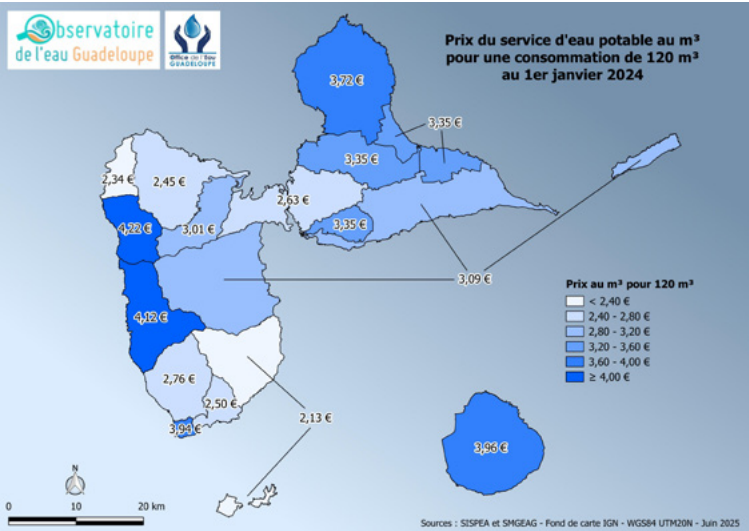 Observatoire
de l'eau Guadeloupe
Office de l'Eau
GUADELOUPE
Prix du service d'eau potable au m³
pour une consommation de 120 m³
au 1er janvier 2024
3,72 €
3,35 €
3,35 €
2,34 €
2,45 €
2,63 €
4,22 €
3,01 €
3,35 €
3,09 €
4,12 €
2,76 €
2,50 €
2,13 €
3,94 €
3,96 €
Prix au m³ pour 120 m³
< 2,40 €
2,40 - 2,80 €
2,80 - 3,20 €
3,20 - 3,60 €
3,60 - 4,00 €
≥ 4,00 €
N
0 10 20 km
Sources : SISPEA et SMGEAG - Fond de carte IGN - WGS84 UTM20N - Juin 2025